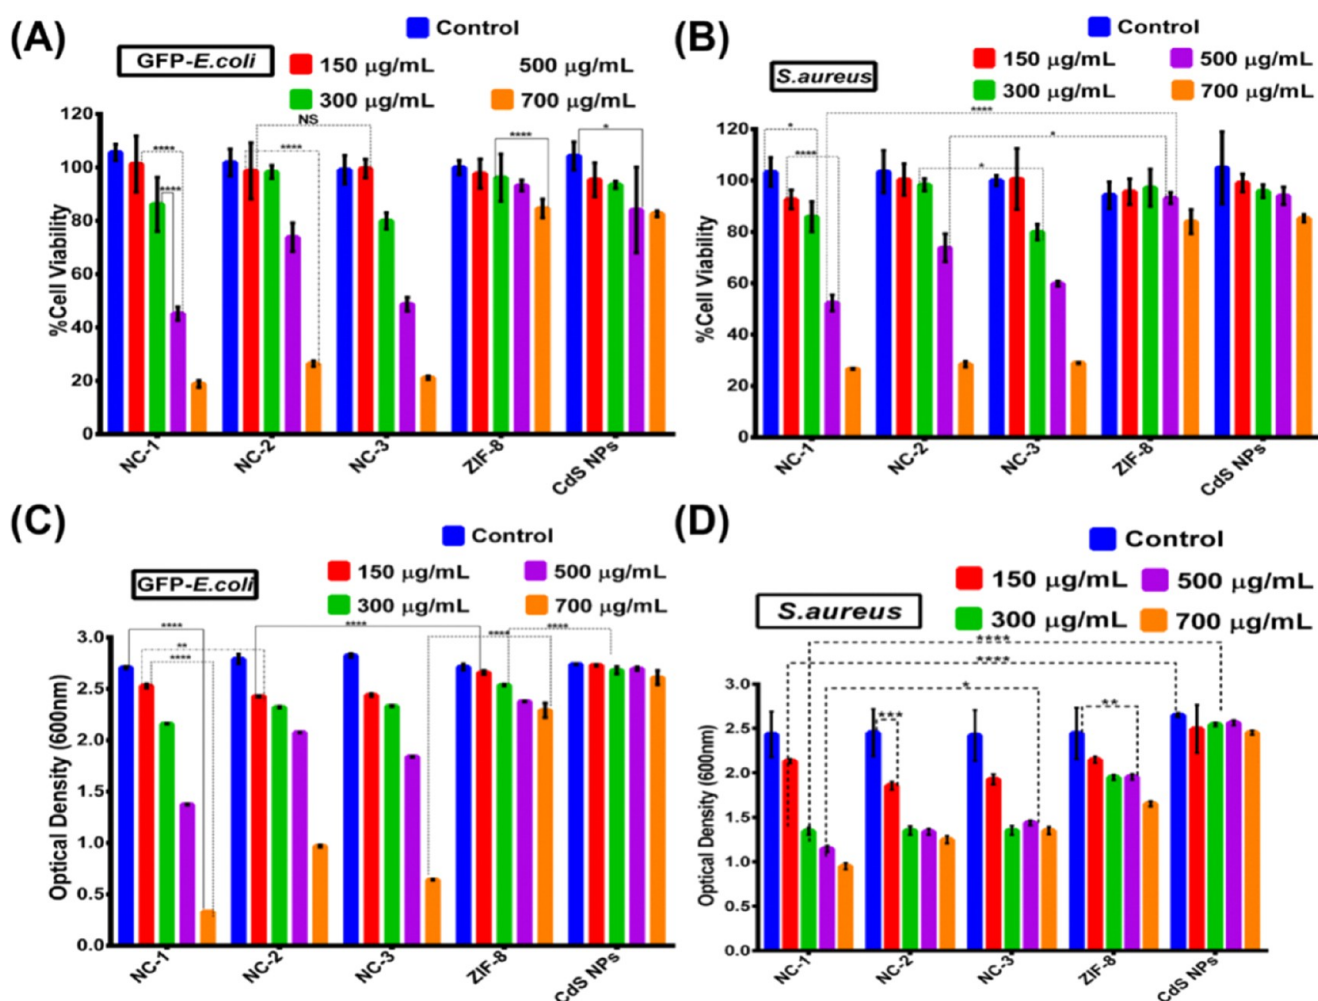 (A)
GFP-E.coli
Control
150 µg/mL
500 µg/mL
300 µg/mL
700 µg/mL
%Cell Viability
120
100
80
60
40
20
0
****
****
NS
****
****
*
NC-1
NC-2
NC-3
ZIF-8
CdS NPs
(B)
S.aureus
Control
150 µg/mL
500 µg/mL
300 µg/mL
700 µg/mL
%Cell Viability
120
100
80
60
40
20
0
****
*
*
****
*
NC-1
NC-2
NC-3
ZIF-8
CdS NPs
(C)
GFP-E.coli
Control
150 µg/mL
500 µg/mL
300 µg/mL
700 µg/mL
Optical Density (600nm)
3.0
2.5
2.0
1.5
1.0
0.5
0.0
****
**
****
****
****
****
NC-1
NC-2
NC-3
ZIF-8
CdS NPs
(D)
S.aureus
Control
150 µg/mL
500 µg/mL
300 µg/mL
700 µg/mL
Optical Density (600nm)
3.0
2.5
2.0
1.5
1.0
0.5
0.0
****
****
*
***
**
NC-1
NC-2
NC-3
ZIF-8
CdS NPs